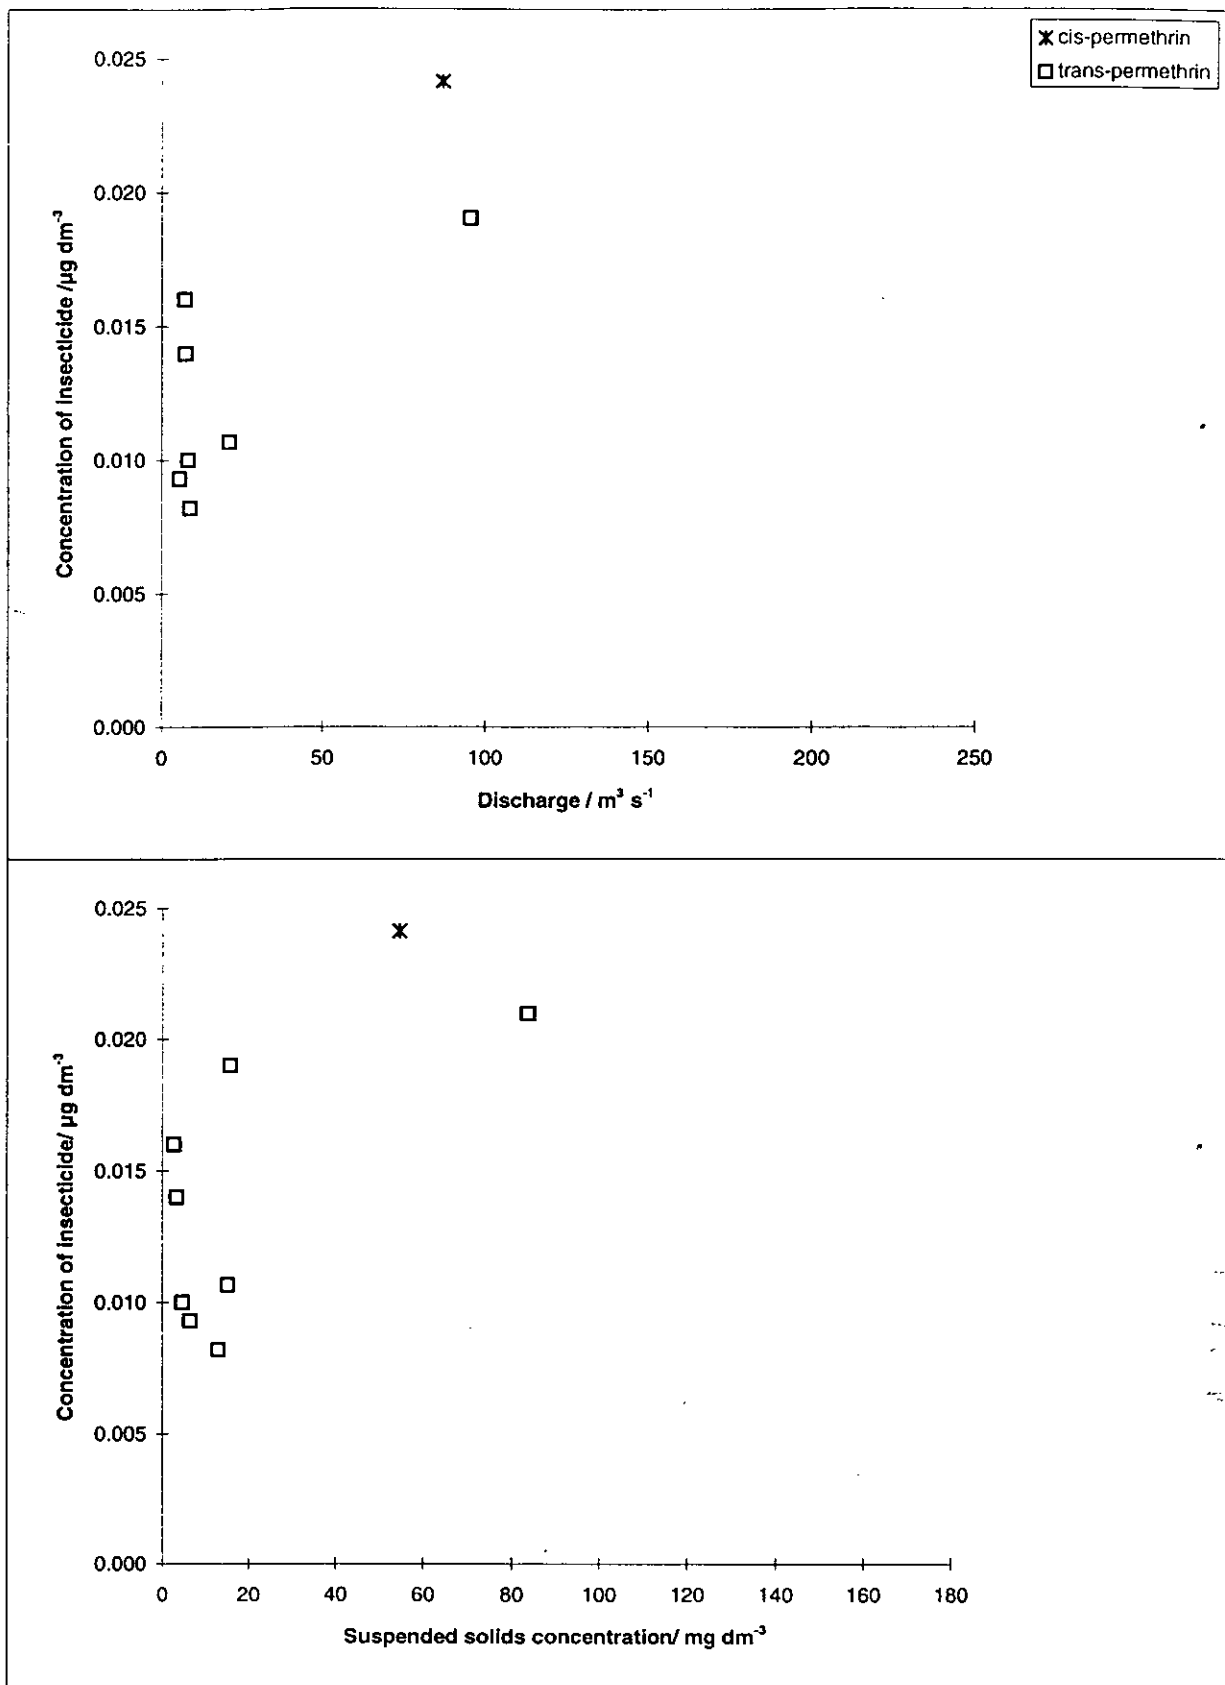 cis-permethrin
trans-permethrin
0.025
0.020
0.015
0.010
0.005
0.000
Concentration of insecticide /µg dm⁻³
0 50 100 150 200 250
Discharge / m³ s⁻¹
0.025
0.020
0.015
0.010
0.005
0.000
Concentration of insecticide/ µg dm⁻³
0 20 40 60 80 100 120 140 160 180
Suspended solids concentration/ mg dm⁻³